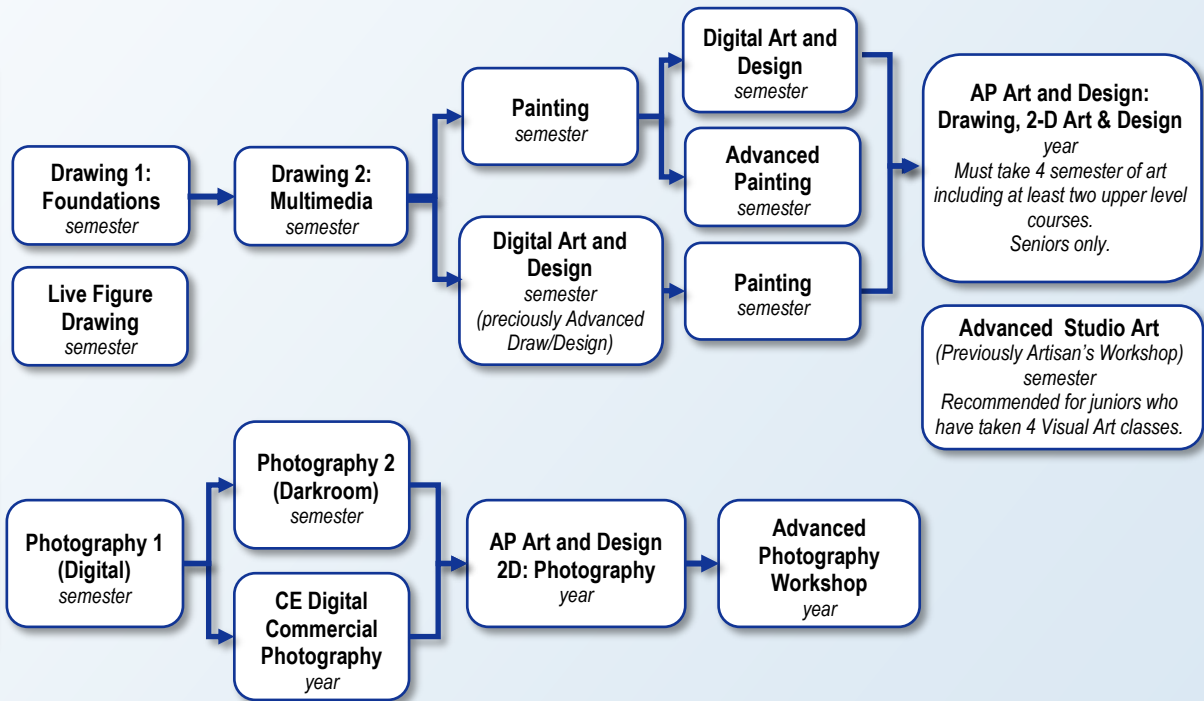 Drawing 1:
Foundations
semester
Live Figure
Drawing
semester
Drawing 2:
Multimedia
semester
Painting
semester
Digital Art and
Design
semester
(preciously Advanced
Draw/Design)
Digital Art and
Design
semester
Advanced
Painting
semester
Painting
semester
AP Art and Design:
Drawing, 2-D Art & Design
year
Must take 4 semester of art
including at least two upper level
courses.
Seniors only.
Advanced Studio Art
(Previously Artisan’s Workshop)
semester
Recommended for juniors who
have taken 4 Visual Art classes.
Photography 1
(Digital)
semester
Photography 2
(Darkroom)
semester
CE Digital
Commercial
Photography
year
AP Art and Design
2D: Photography
year
Advanced
Photography
Workshop
year